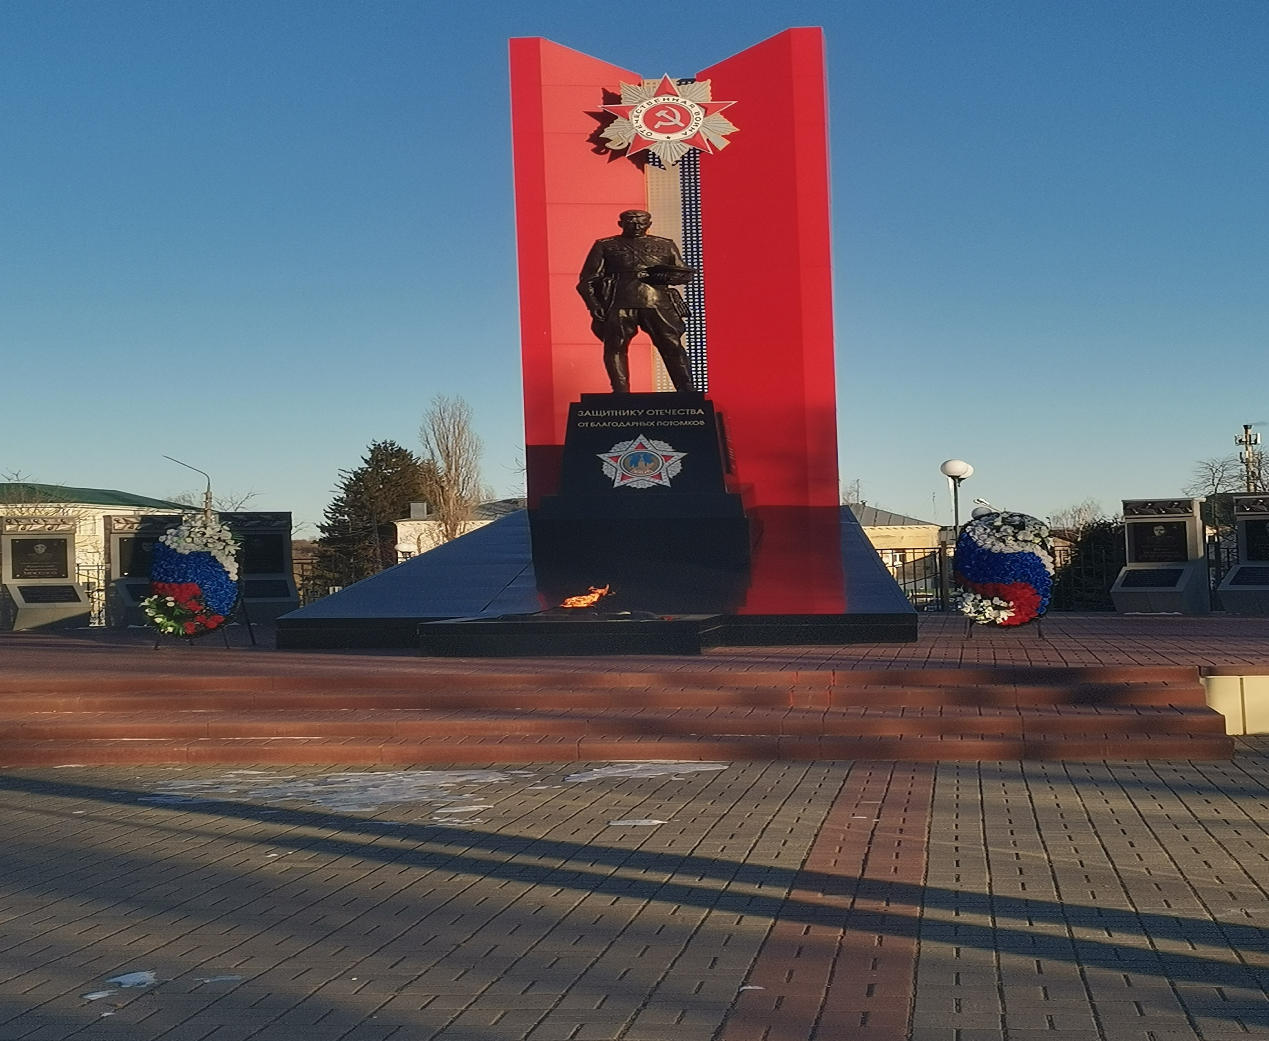 ОТЕЧЕСТВЕННАЯ ВОЙНА
ЗАЩИТНИКУ ОТЕЧЕСТВА
ОТ БЛАГОДАРНЫХ ПОТОМКОВ